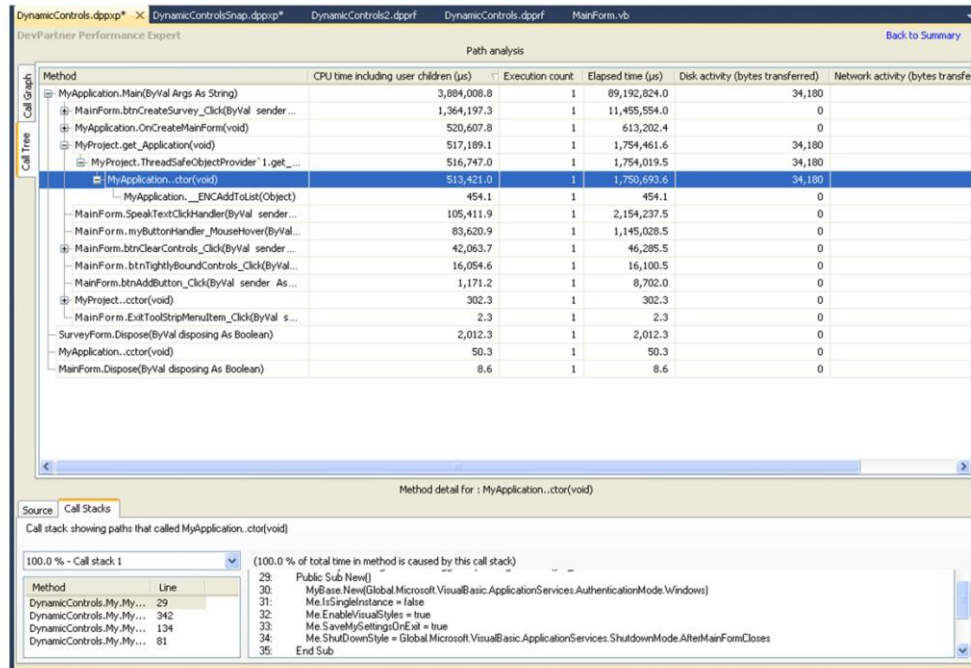 DynamicControls.dppxp* DynamicControlsSnap.dppxp* DynamicControls2.dpprf DynamicControls.dpprf MainForm.vb
DevPartner Performance Expert Back to Summary
Path analysis
Call Graph
Call Tree
Method CPU time including user children (µs) Execution count Elapsed time (µs) Disk activity (bytes transferred) Network activity (bytes transfe
MyApplication.Main(ByVal Args As String) 3,884,008.8 1 89,192,824.0 34,180
MainForm.btnCreateSurvey_Click(ByVal sender ... 1,364,197.3 1 11,455,554.0 0
MyApplication.OnCreateMainForm(void) 520,607.8 1 613,202.4 0
MyProject.get_Application(void) 517,189.1 1 1,754,461.6 34,180
MyProject.ThreadSafeObjectProvider`1.get_... 516,747.0 1 1,754,019.5 34,180
MyApplication..ctor(void) 513,421.0 1 1,750,693.6 34,180
MyApplication.__ENCAddToList(Object) 454.1 1 454.1 0
MainForm.SpeakTextClickHandler(ByVal sender... 105,411.9 1 2,154,237.5 0
MainForm.myButtonHandler_MouseHover(ByVal... 83,620.9 1 1,145,028.5 0
MainForm.btnClearControls_Click(ByVal sender ... 42,063.7 1 46,285.5 0
MainForm.btnTightlyBoundControls_Click(ByVal... 16,054.6 1 16,100.5 0
MainForm.btnAddButton_Click(ByVal sender As... 1,171.2 1 8,702.0 0
MyProject..cctor(void) 302.3 1 302.3 0
MainForm.ExitToolStripMenuItem_Click(ByVal s... 2.3 1 2.3 0
SurveyForm.Dispose(ByVal disposing As Boolean) 2,012.3 1 2,012.3 0
MyApplication..cctor(void) 50.3 1 50.3 0
MainForm.Dispose(ByVal disposing As Boolean) 8.6 1 8.6 0
Method detail for : MyApplication..ctor(void)
Source Call Stacks
Call stack showing paths that called MyApplication..ctor(void)
100.0 % - Call stack 1 (100.0 % of total time in method is caused by this call stack)
Method Line
DynamicControls.My.My... 29
DynamicControls.My.My... 342
DynamicControls.My.My... 134
DynamicControls.My.My... 81
29: Public Sub New()
30: MyBase.New(Global.Microsoft.VisualBasic.ApplicationServices.AuthenticationMode.Windows)
31: Me.IsSingleInstance = false
32: Me.EnableVisualStyles = true
33: Me.SaveMySettingsOnExit = true
34: Me.ShutDownStyle = Global.Microsoft.VisualBasic.ApplicationServices.ShutdownMode.AfterMainFormCloses
35: End Sub